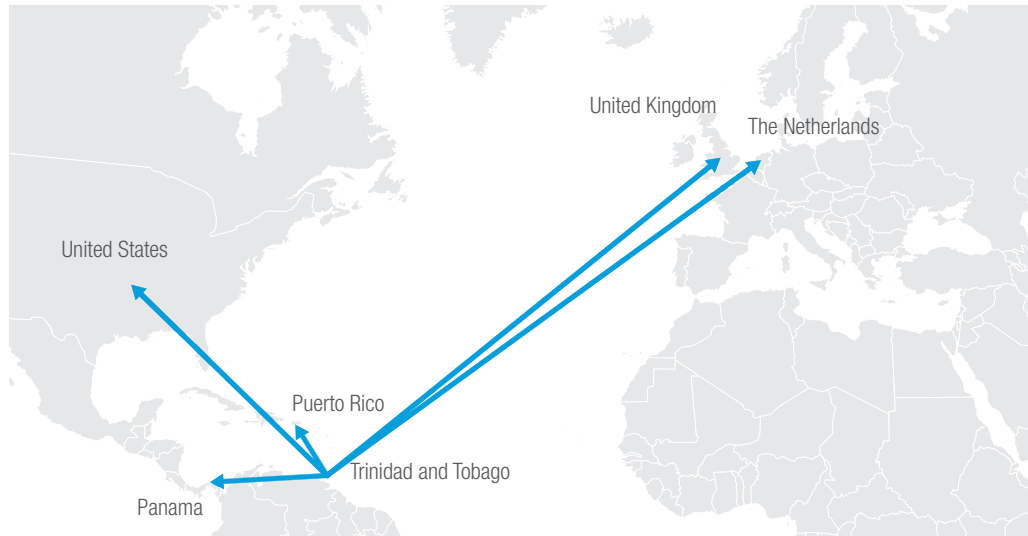 United Kingdom
The Netherlands
United States
Puerto Rico
Trinidad and Tobago
Panama